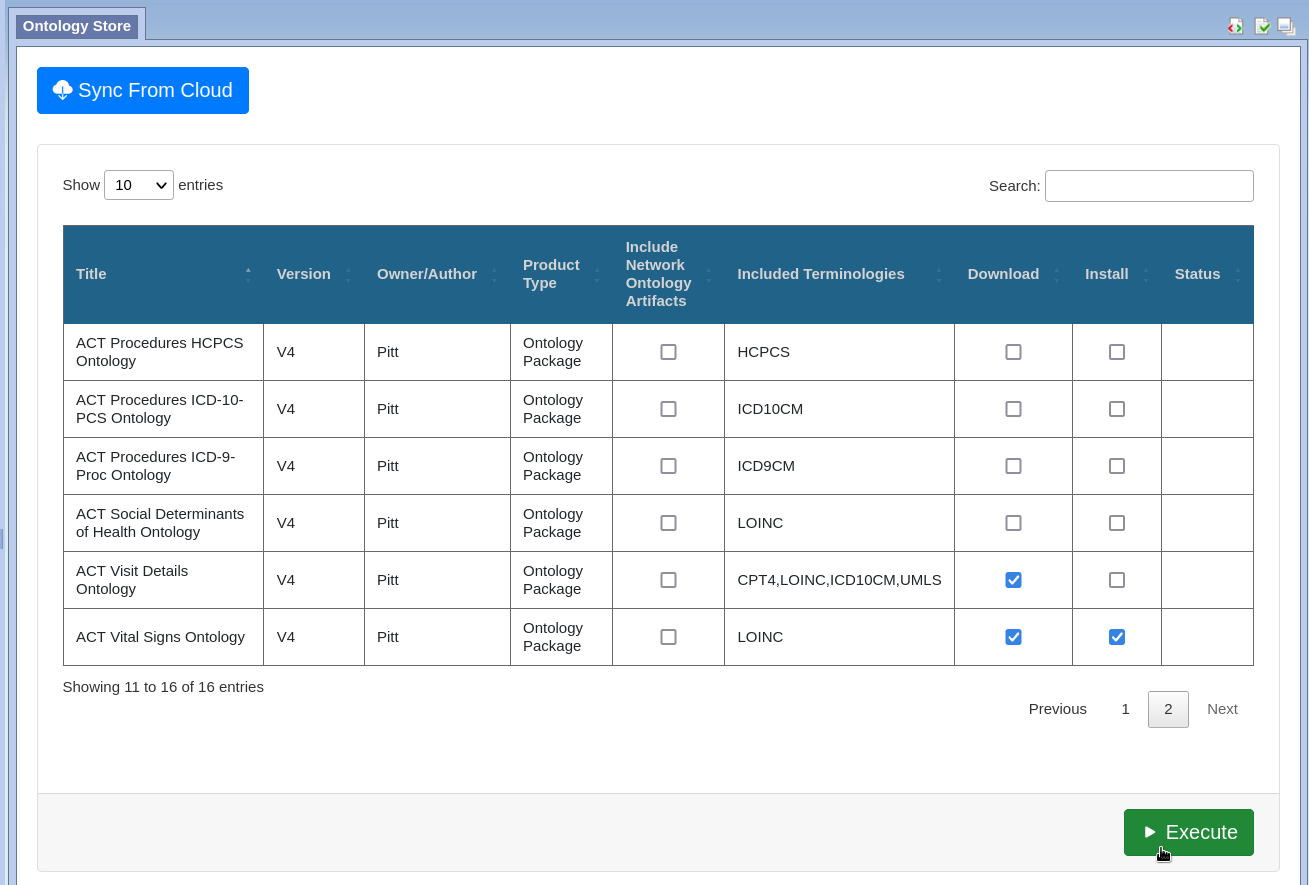 Ontology Store
Sync From Cloud
Show 10 entries
Search:
Title
Version
Owner/Author
Product
Type
Include
Network
Ontology
Artifacts
Included Terminologies
Download
Install
Status
ACT Procedures HCPCS
Ontology
V4
Pitt
Ontology
Package
HCPCS
ACT Procedures ICD-10-
PCS Ontology
V4
Pitt
Ontology
Package
ICD10CM
ACT Procedures ICD-9-
Proc Ontology
V4
Pitt
Ontology
Package
ICD9CM
ACT Social Determinants
of Health Ontology
V4
Pitt
Ontology
Package
LOINC
ACT Visit Details
Ontology
V4
Pitt
Ontology
Package
CPT4,LOINC,ICD10CM,UMLS
ACT Vital Signs Ontology
V4
Pitt
Ontology
Package
LOINC
Showing 11 to 16 of 16 entries
Previous 1 2 Next
Execute